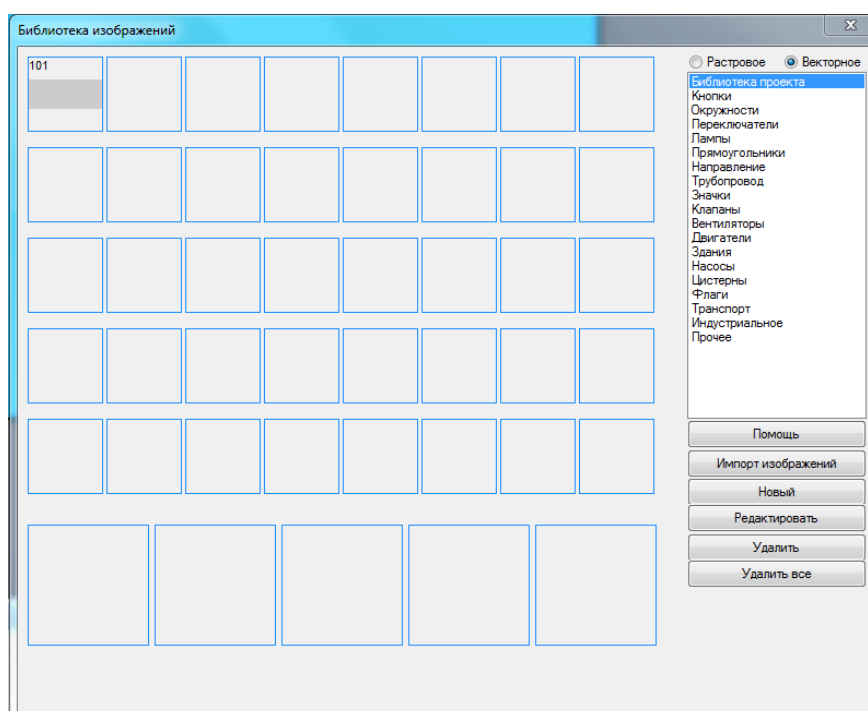 Библиотека изображений
101
Растровое Векторное
Библиотека проекта
Кнопки
Окружности
Переключатели
Лампы
Прямоугольники
Направление
Трубопровод
Значки
Клапаны
Вентиляторы
Двигатели
Здания
Насосы
Цистерны
Флаги
Транспорт
Индустриальное
Прочее
Помощь
Импорт изображений
Новый
Редактировать
Удалить
Удалить все